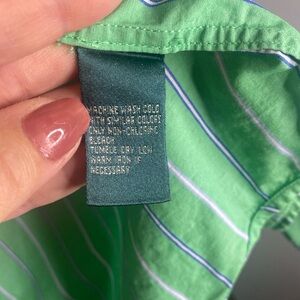 MACHINE WASH COLD
WITH SIMILAR COLORS
ONLY NON-CHLORINE
BLEACH
TUMBLE DRY LOW
WARM IRON IF
NECESSARY